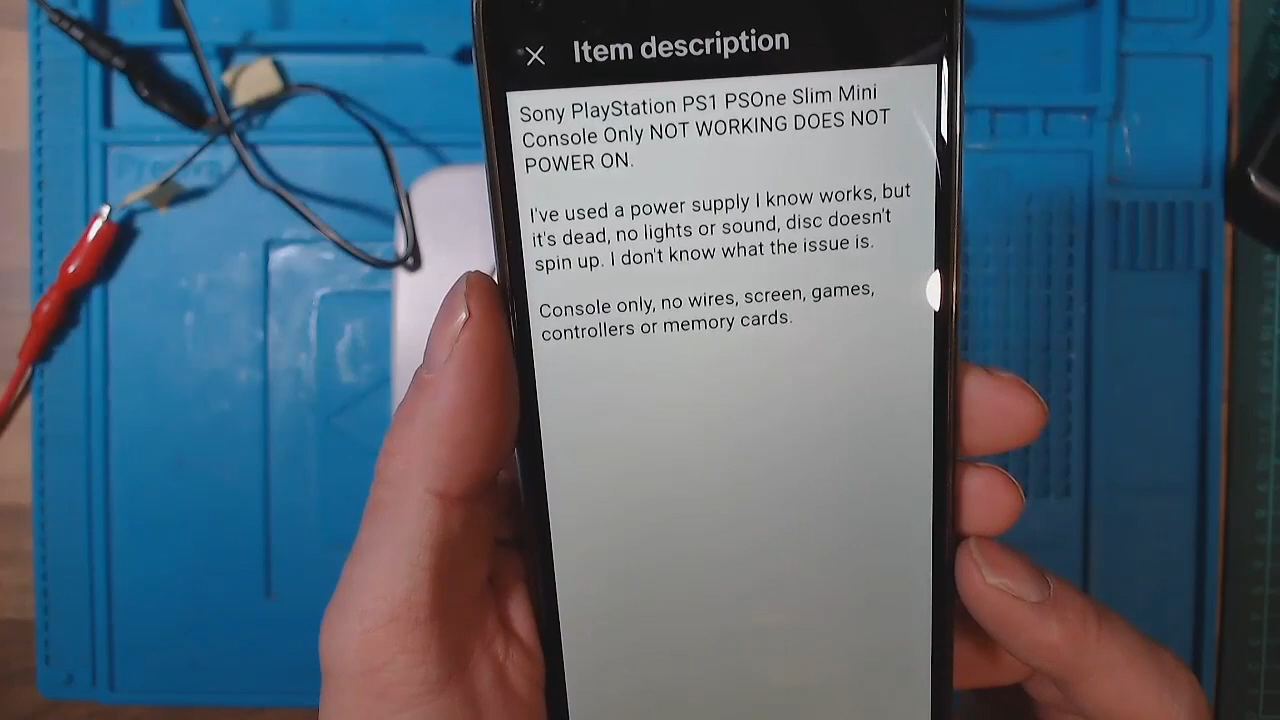 Item description
Sony PlayStation PS1 PSOne Slim Mini
Console Only NOT WORKING DOES NOT
POWER ON.
I've used a power supply I know works, but
it's dead, no lights or sound, disc doesn't
spin up. I don't know what the issue is.
Console only, no wires, screen, games,
controllers or memory cards.